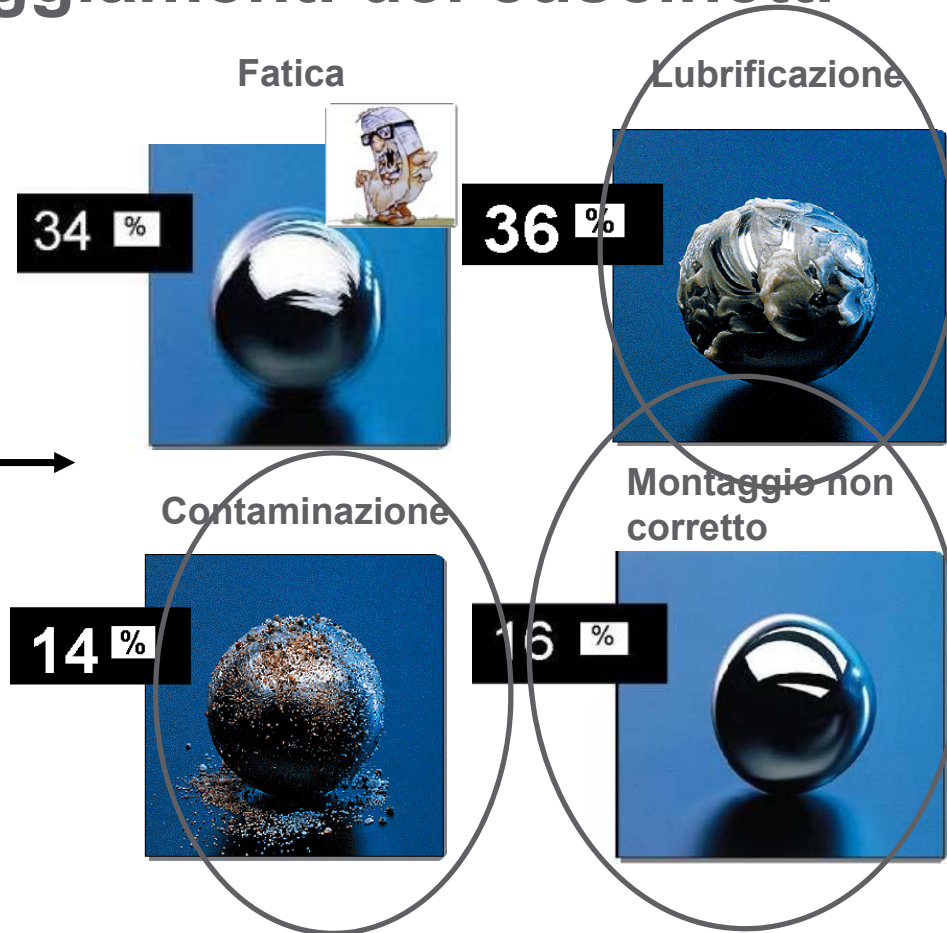 Fatica
Lubrificazione
34 %
36 %
Contaminazione
Montaggio non
corretto
14 %
16 %